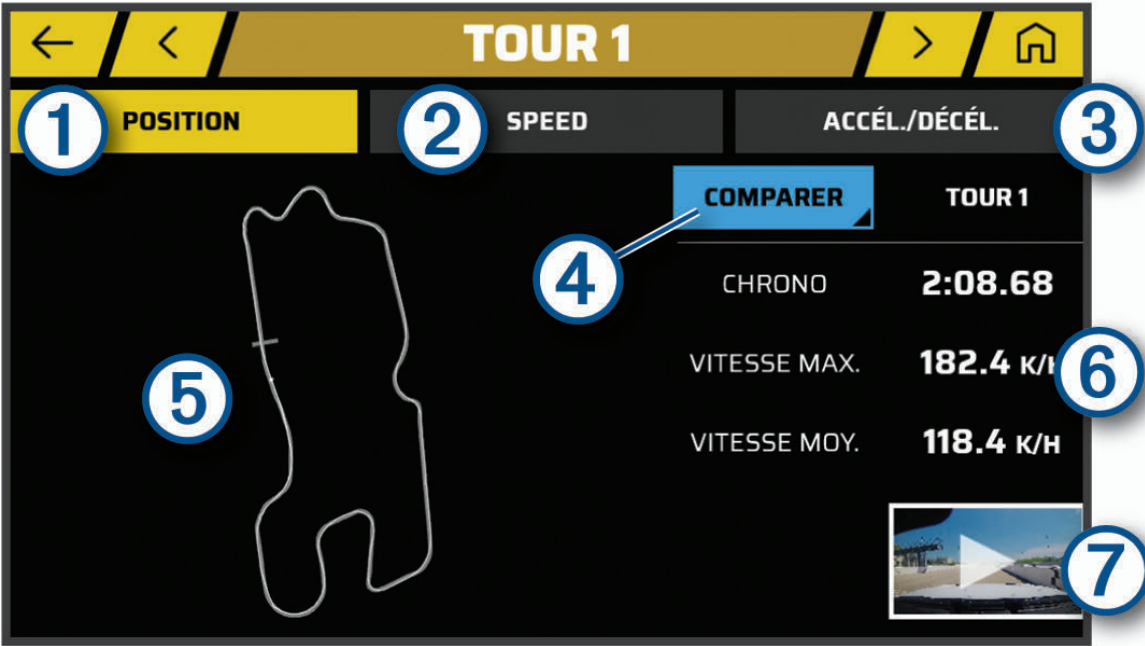 TOUR 1
1 POSITION
2 SPEED
ACCÉL./DÉCÉL. 3
COMPARER TOUR 1
4
CHRONO 2:08.68
5
VITESSE MAX. 182.4 K/H 6
VITESSE MOY. 118.4 K/H
7